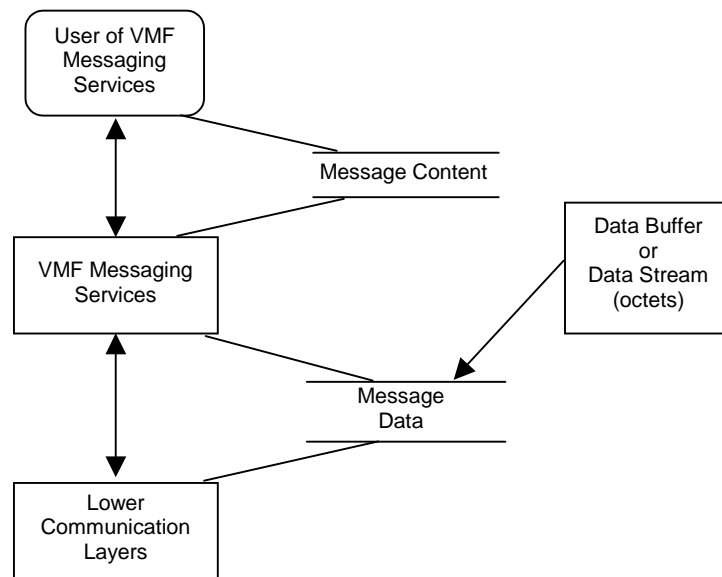 User of VMF
Messaging
Services
Message Content
Data Buffer
or
Data Stream
(octets)
VMF Messaging
Services
Message
Data
Lower
Communication
Layers